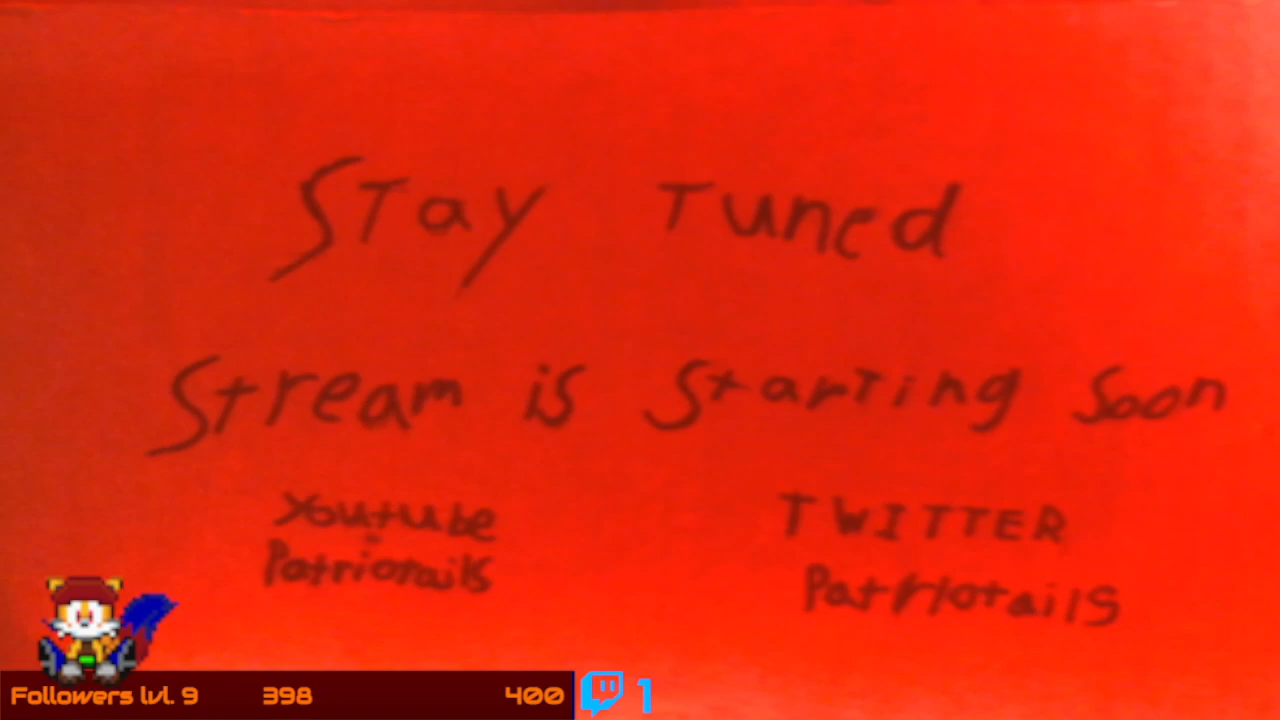 Stay Tuned
Stream is Starting Soon
Youtube
Patriotails
TWITTER
Patriotails
Followers lvl. 9 398 400 1